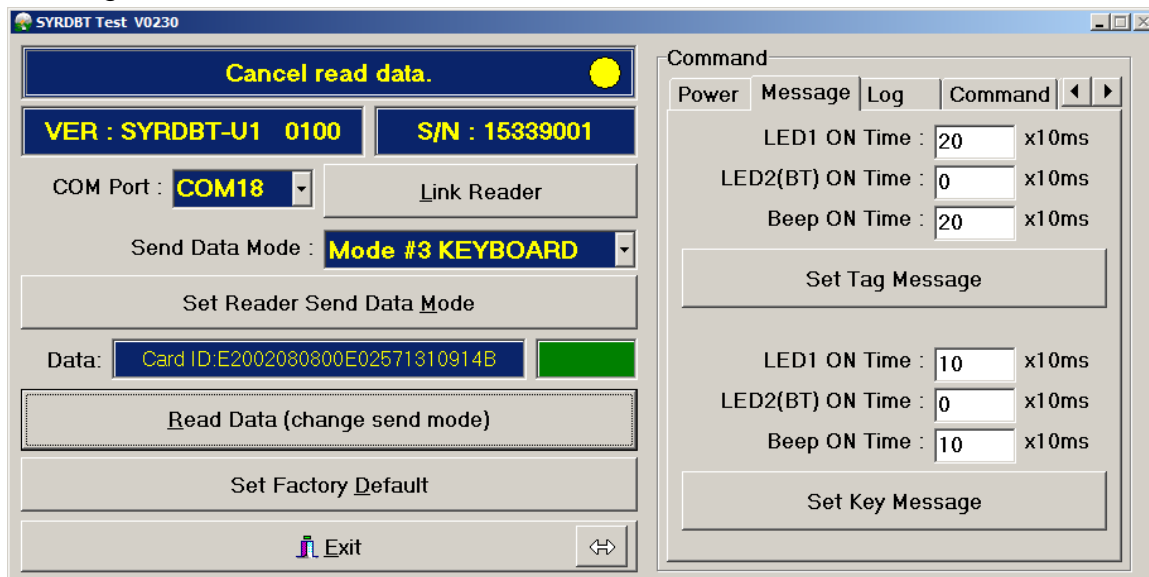 SYRDBT Test V0230
Cancel read data.
VER : SYRDBT-U1 0100
S/N : 15339001
COM Port : COM18
Link Reader
Send Data Mode : Mode #3 KEYBOARD
Set Reader Send Data Mode
Data: Card ID:E2002080800E02571310914B
Read Data (change send mode)
Set Factory Default
Exit
Command
Power Message Log Command
LED1 ON Time : 20 x10ms
LED2(BT) ON Time : 0 x10ms
Beep ON Time : 20 x10ms
Set Tag Message
LED1 ON Time : 10 x10ms
LED2(BT) ON Time : 0 x10ms
Beep ON Time : 10 x10ms
Set Key Message